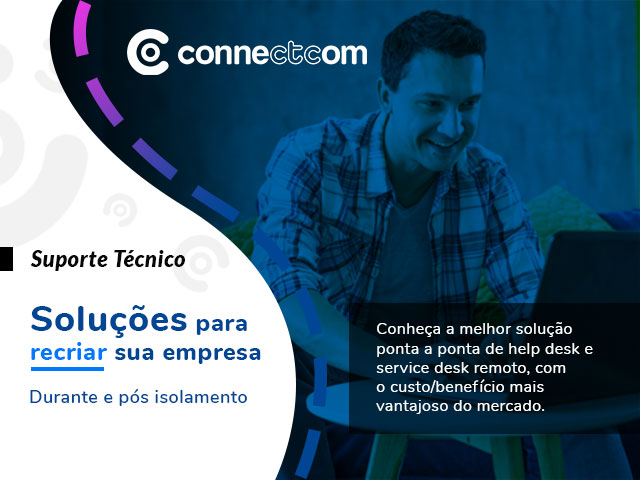 connectcom
Suporte Técnico
Soluções para
recriar sua empresa
Durante e pós isolamento
Conheça a melhor solução
ponta a ponta de help desk e
service desk remoto, com
o custo/benefício mais
vantajoso do mercado.